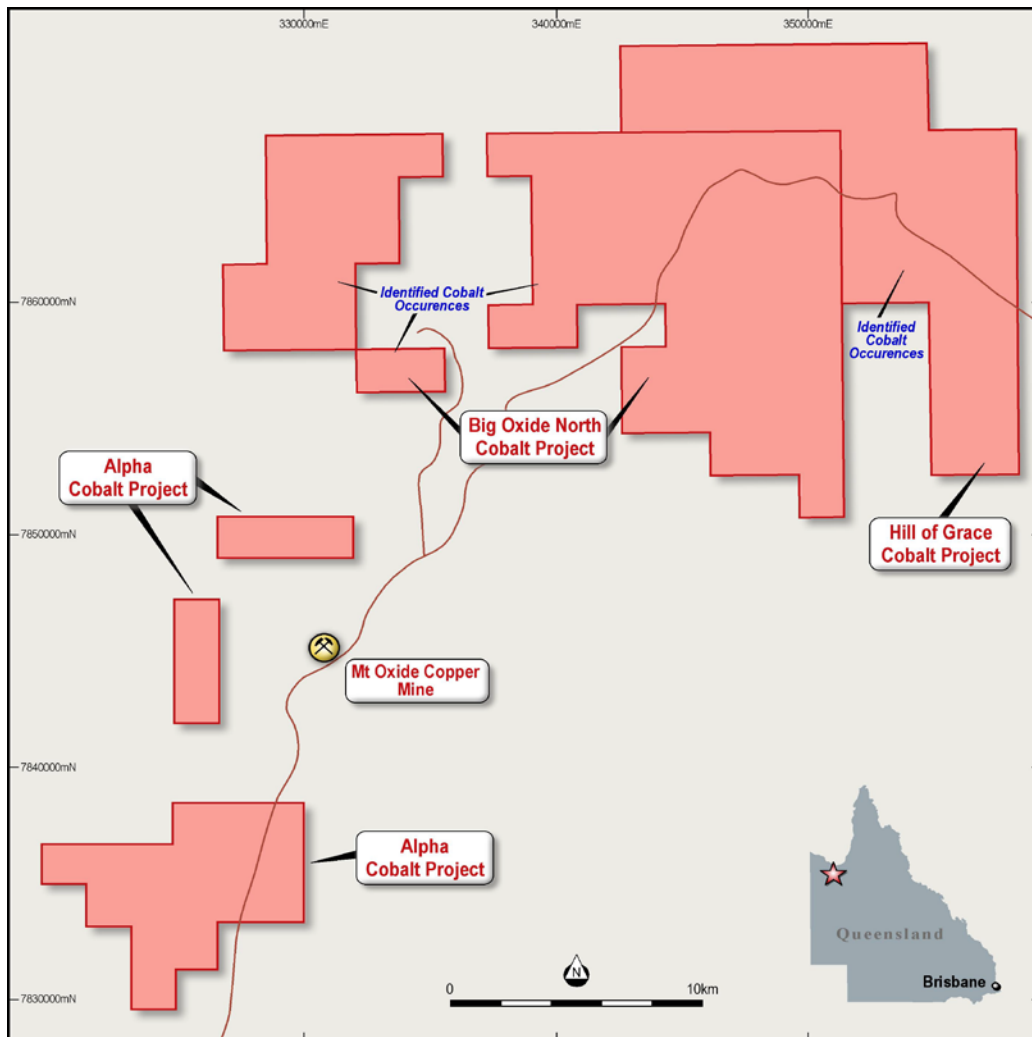 330000mE
340000mE
350000mE
7860000mN
Identified Cobalt
Occurences
Identified
Cobalt
Occurences
Big Oxide North
Cobalt Project
Alpha
Cobalt Project
7850000mN
Hill of Grace
Cobalt Project
Mt Oxide Copper
Mine
7840000mN
Alpha
Cobalt Project
Queensland
Brisbane
N
0
10km
7830000mN